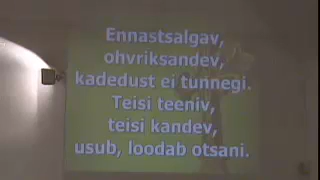 Ennastsalgav,
ohvriksandev,
kadedust ei tunnegi.
Teisi teeniv,
teisi kandev,
usub, loodab otsani.